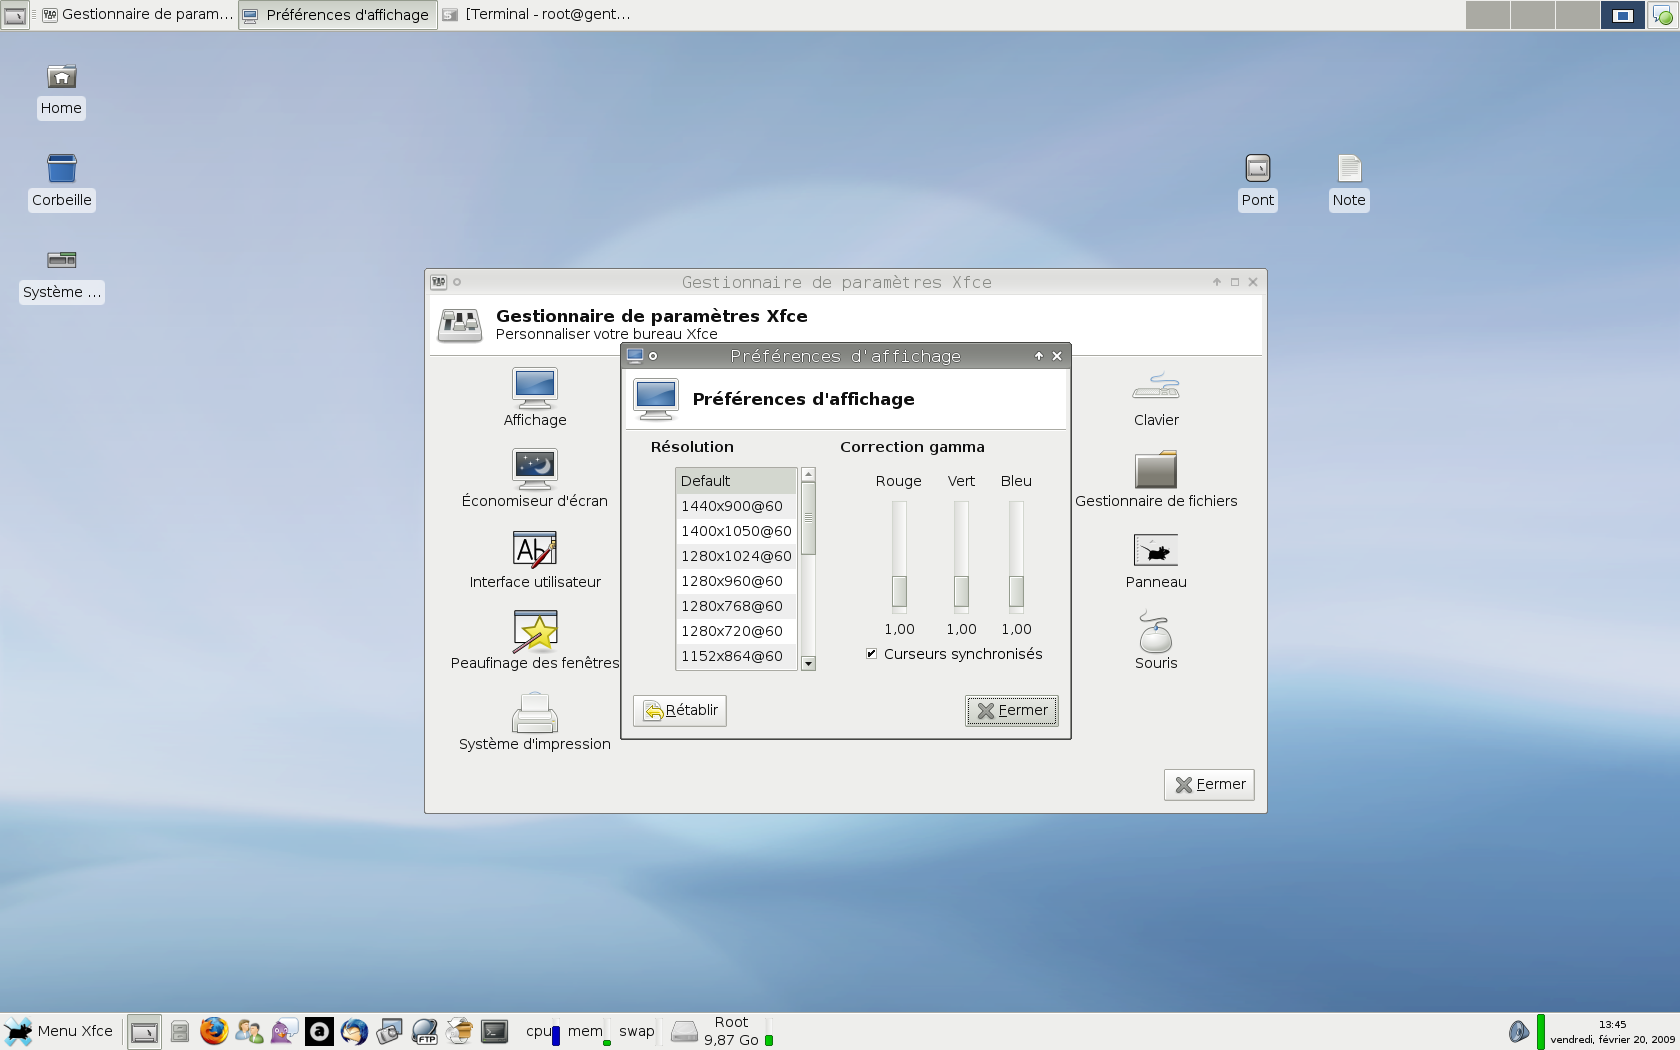 Gestionnaire de param...
Préférences d'affichage
[Terminal - root@gent...
Home
Corbeille
Système ...
Pont
Note
Gestionnaire de paramètres Xfce
Gestionnaire de paramètres Xfce
Personnaliser votre bureau Xfce
Affichage
Économiseur d'écran
Interface utilisateur
Peaufinage des fenêtres
Système d'impression
Clavier
Gestionnaire de fichiers
Panneau
Souris
Fermer
Préférences d'affichage
Préférences d'affichage
Résolution
Default
1440x900@60
1400x1050@60
1280x1024@60
1280x960@60
1280x768@60
1280x720@60
1152x864@60
Correction gamma
Rouge Vert Bleu
1,00 1,00 1,00
Curseurs synchronisés
Rétablir
Fermer
Menu Xfce
a
FTP
cpu mem swap
Root
9,87 Go
13:45
vendredi, février 20, 2009